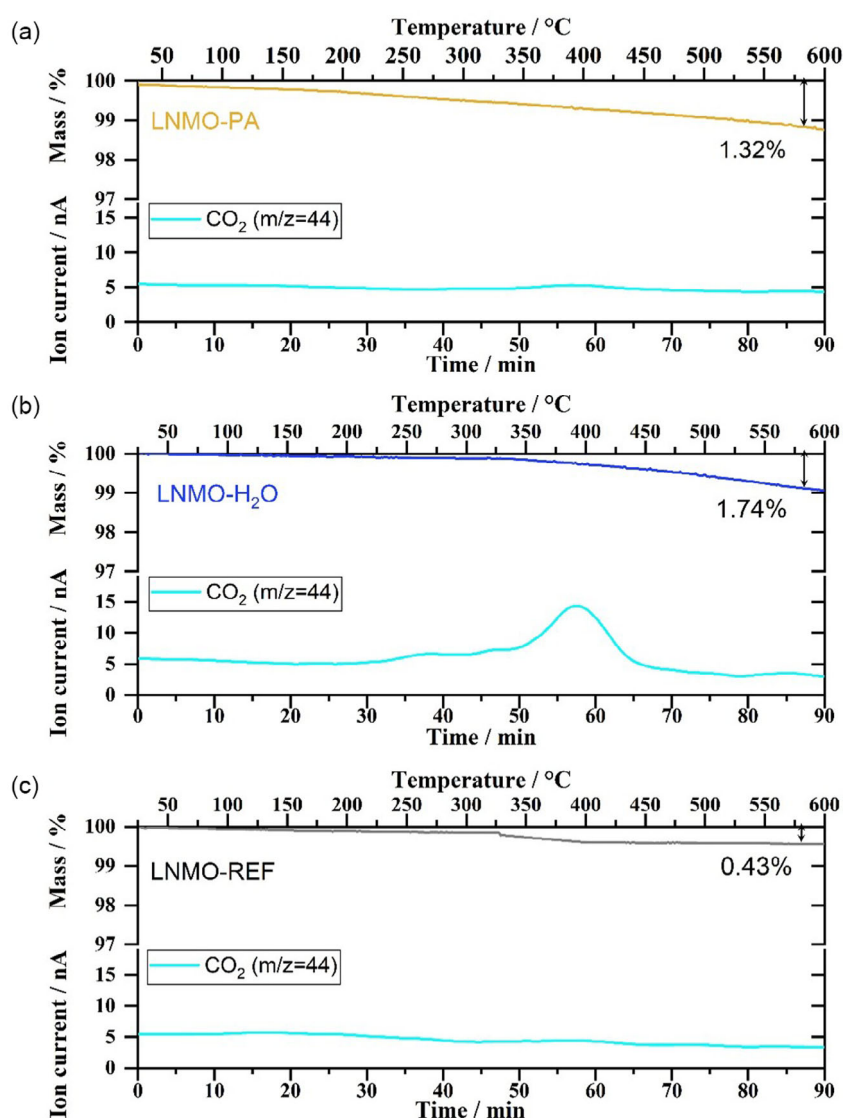 (a)
Temperature / °C
50 100 150 200 250 300 350 400 450 500 550 600
Mass / %
100
99
98
97
LNMO-PA
1.32%
Ion current / nA
15
10
5
0
CO₂ (m/z=44)
0 10 20 30 40 50 60 70 80 90
Time / min
(b)
Temperature / °C
50 100 150 200 250 300 350 400 450 500 550 600
Mass / %
100
99
98
97
LNMO-H₂O
1.74%
Ion current / nA
15
10
5
0
CO₂ (m/z=44)
0 10 20 30 40 50 60 70 80 90
Time / min
(c)
Temperature / °C
50 100 150 200 250 300 350 400 450 500 550 600
Mass / %
100
99
98
97
LNMO-REF
0.43%
Ion current / nA
15
10
5
0
CO₂ (m/z=44)
0 10 20 30 40 50 60 70 80 90
Time / min